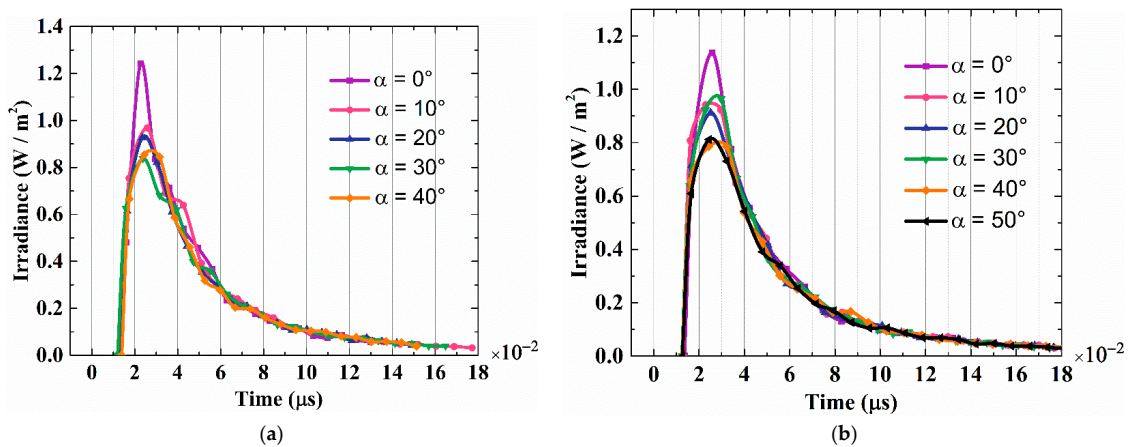 1.4
1.2
1.0
0.8
0.6
0.4
0.2
0.0
Irradiance (W / m²)
α = 0°
α = 10°
α = 20°
α = 30°
α = 40°
0 2 4 6 8 10 12 14 16 18
×10⁻²
Time (μs)
(a)
1.2
1.0
0.8
0.6
0.4
0.2
0.0
Irradiance (W / m²)
α = 0°
α = 10°
α = 20°
α = 30°
α = 40°
α = 50°
0 2 4 6 8 10 12 14 16 18
×10⁻²
Time (μs)
(b)